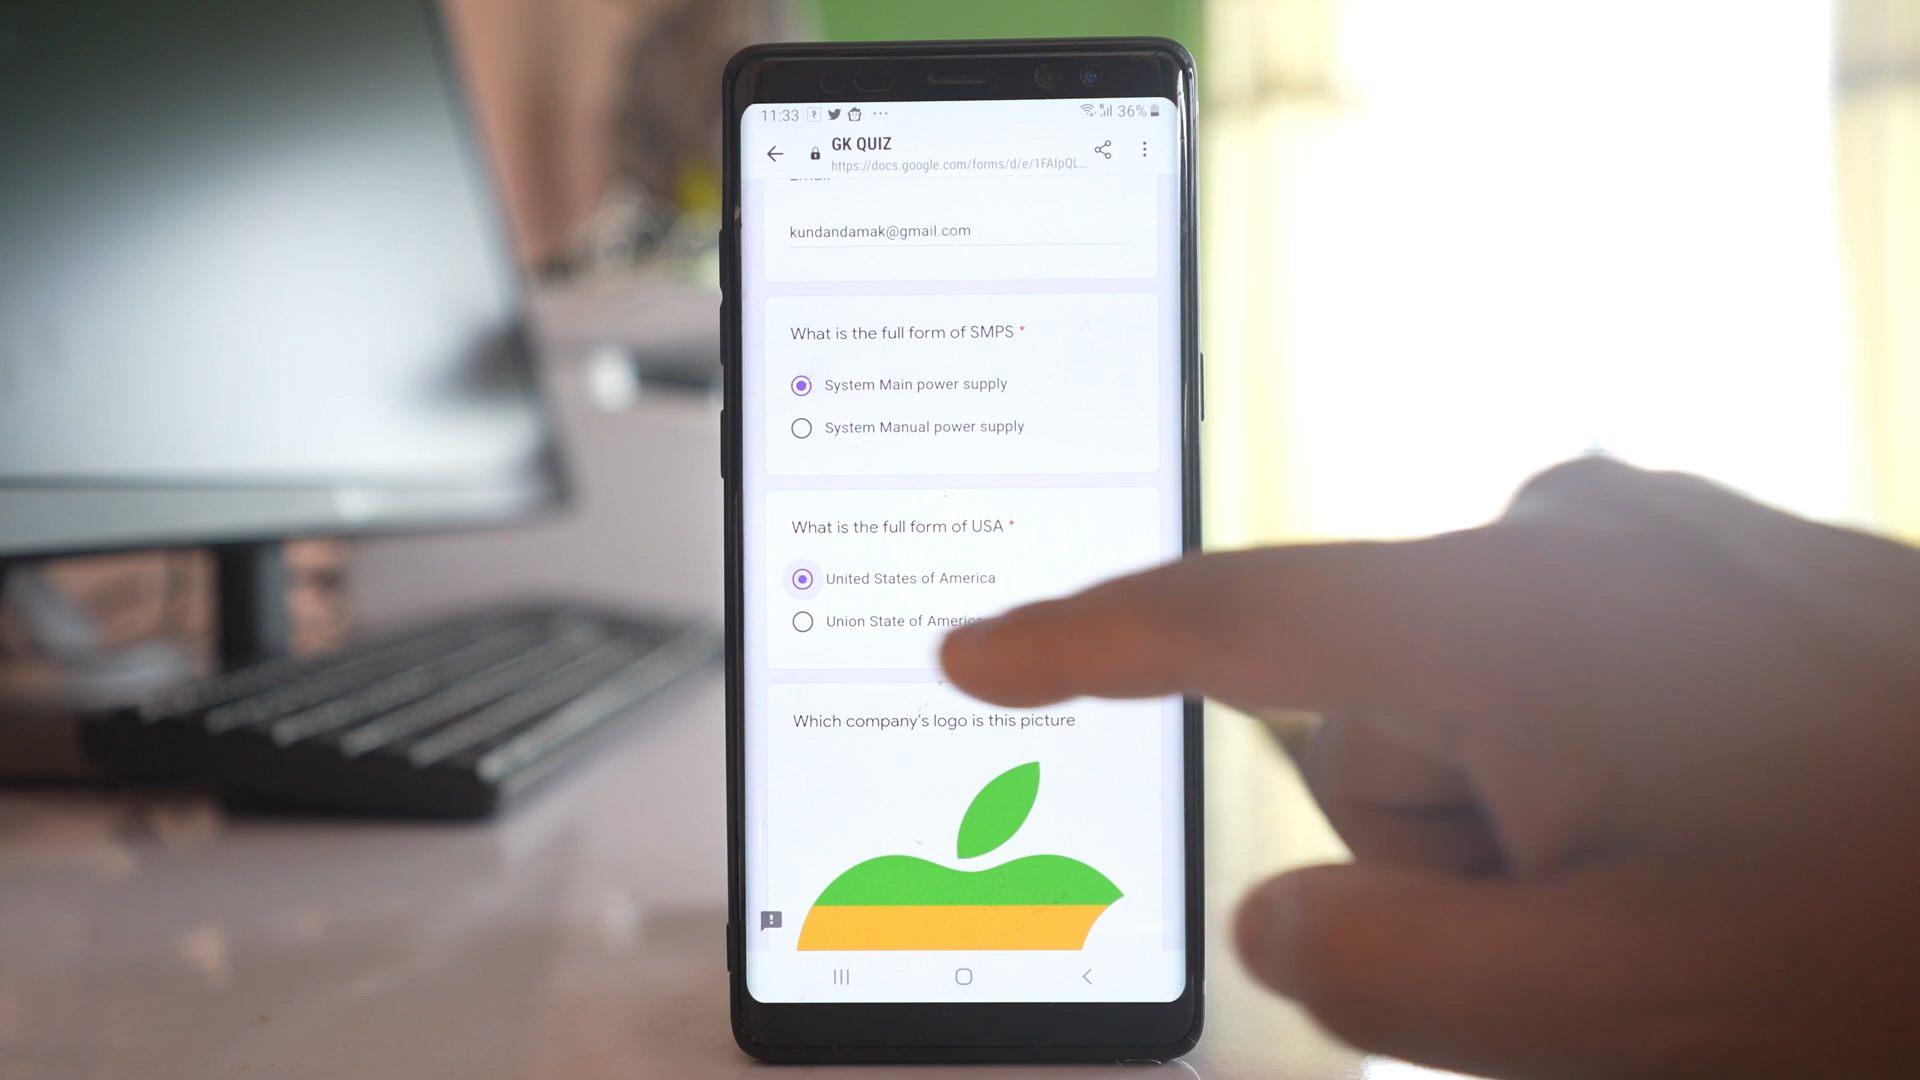 11:33 36%
GK QUIZ
https://docs.google.com/forms/d/e/1FAIpQL...
kundandamak@gmail.com
What is the full form of SMPS *
System Main power supply
System Manual power supply
What is the full form of USA *
United States of America
Union State of America
Which company's logo is this picture